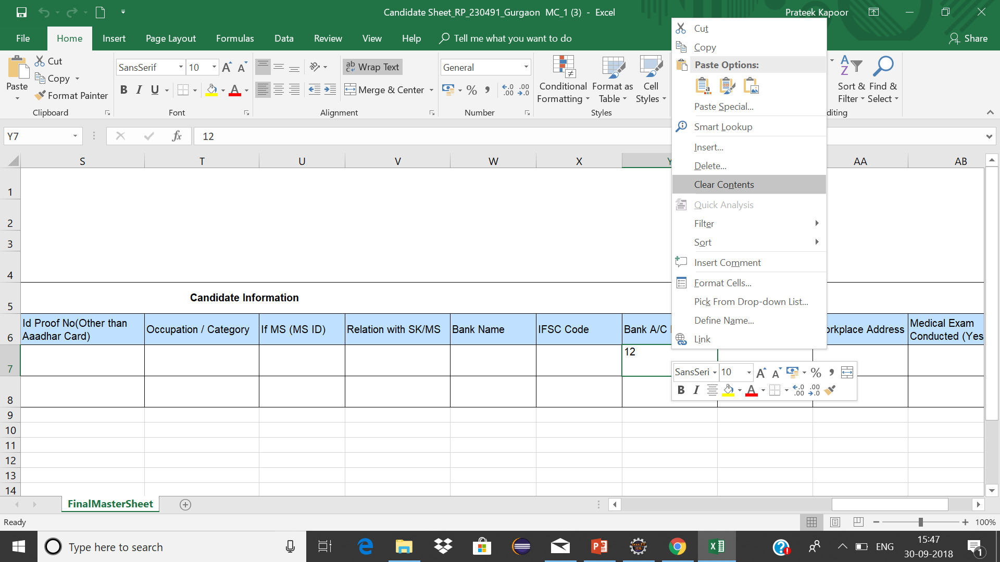 Candidate Sheet_RP_230491_Gurgaon  MC_1 (3)  -  Excel
Prateek Kapoor
File
Home
Insert
Page Layout
Formulas
Data
Review
View
Help
Tell me what you want to do
Share
Paste
Cut
Copy
Format Painter
Clipboard
SansSerif
10
B I U
Font
Wrap Text
Merge & Center
Alignment
General
Number
Conditional
Formatting
Format as
Table
Cell
Styles
Styles
Sort &
Filter
Find &
Select
diting
Y7
fx
12
Cut
Copy
Paste Options:
Paste Special...
Smart Lookup
Insert...
Delete...
Clear Contents
Quick Analysis
Filter
Sort
Insert Comment
Format Cells...
Pick From Drop-down List...
Define Name...
Link
SansSeri
10
B I
S T U V W X Y AA AB
1
2
3
4
5
Candidate Information
6
Id Proof No(Other than
Aaadhar Card)
Occupation / Category
If MS (MS ID)
Relation with SK/MS
Bank Name
IFSC Code
Bank A/C
orkplace Address
Medical Exam
Conducted (Yes
7
12
8
9
10
11
12
13
14
FinalMasterSheet
Ready
100%
Type here to search
ENG
15:47
30-09-2018
1